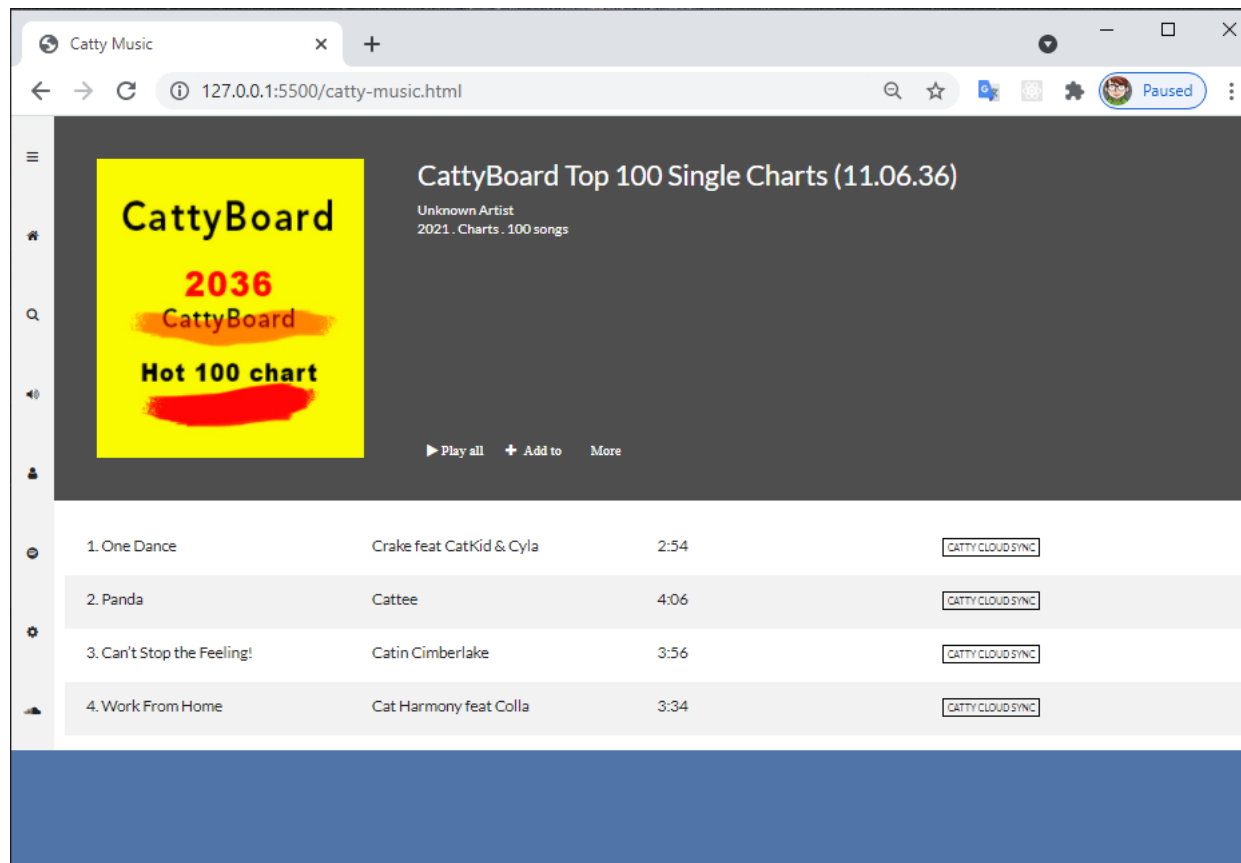 Catty Music
127.0.0.1:5500/catty-music.html
Paused
CattyBoard
2036
CattyBoard
Hot 100 chart
CattyBoard Top 100 Single Charts (11.06.36)
Unknown Artist
2021 . Charts . 100 songs
Play all Add to More
1. One Dance Crake feat CatKid & Cyla 2:54 CATTY CLOUD SYNC
2. Panda Cattee 4:06 CATTY CLOUD SYNC
3. Can’t Stop the Feeling! Catin Cimberlake 3:56 CATTY CLOUD SYNC
4. Work From Home Cat Harmony feat Colla 3:34 CATTY CLOUD SYNC